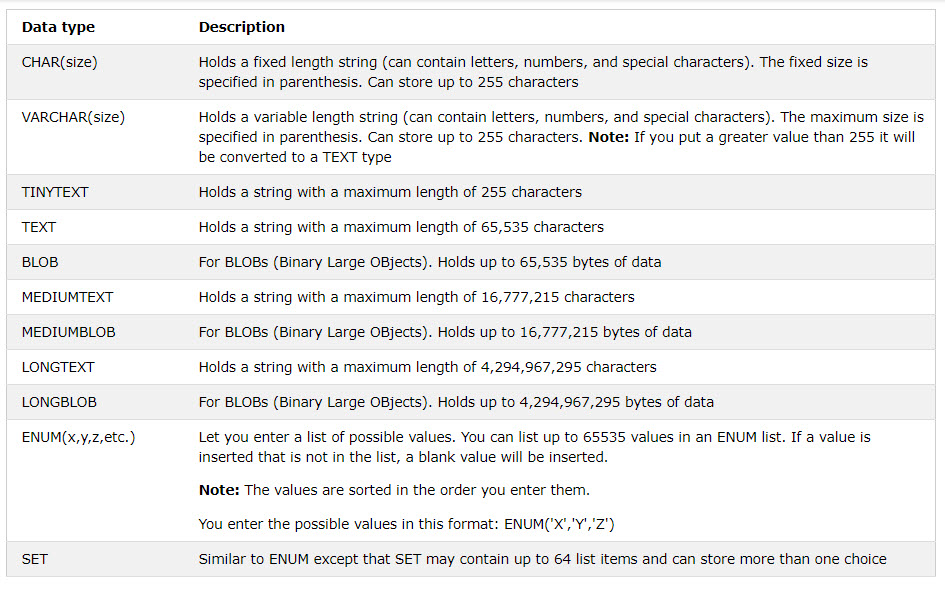 Data type Description
CHAR(size) Holds a fixed length string (can contain letters, numbers, and special characters). The fixed size is
specified in parenthesis. Can store up to 255 characters
VARCHAR(size) Holds a variable length string (can contain letters, numbers, and special characters). The maximum size is
specified in parenthesis. Can store up to 255 characters. Note: If you put a greater value than 255 it will
be converted to a TEXT type
TINYTEXT Holds a string with a maximum length of 255 characters
TEXT Holds a string with a maximum length of 65,535 characters
BLOB For BLOBs (Binary Large OBjects). Holds up to 65,535 bytes of data
MEDIUMTEXT Holds a string with a maximum length of 16,777,215 characters
MEDIUMBLOB For BLOBs (Binary Large OBjects). Holds up to 16,777,215 bytes of data
LONGTEXT Holds a string with a maximum length of 4,294,967,295 characters
LONGBLOB For BLOBs (Binary Large OBjects). Holds up to 4,294,967,295 bytes of data
ENUM(x,y,z,etc.) Let you enter a list of possible values. You can list up to 65535 values in an ENUM list. If a value is
inserted that is not in the list, a blank value will be inserted.
Note: The values are sorted in the order you enter them.
You enter the possible values in this format: ENUM('X','Y','Z')
SET Similar to ENUM except that SET may contain up to 64 list items and can store more than one choice